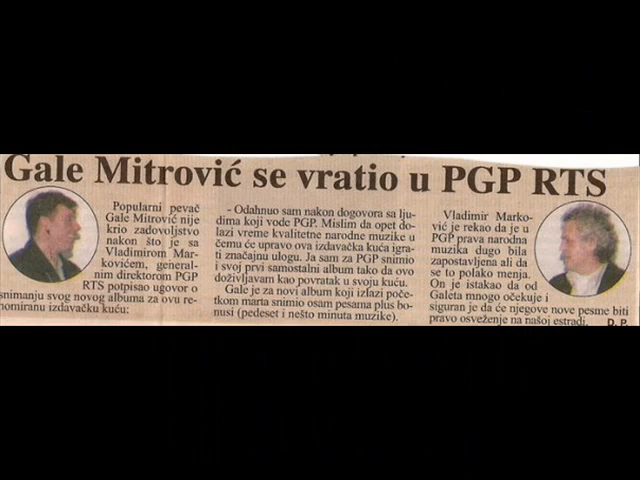 Gale Mitrović se vratio u PGP RTS
Popularni pevač
Gale Mitrović nije
krio zadovoljstvo
nakon što je sa
Vladimirom Mar-
kovićem, general-
nim direktorom PGP
RTS potpisao ugovor o
snimanju svog novog albuma za ovu re-
nomiranu izdavačku kuću:
- Odahnuo sam nakon dogovora sa lju-
dima koji vode PGP. Mislim da opet do-
lazi vreme kvalitetne narodne muzike u
čemu će upravo ova izdavačka kuća igra-
ti značajnu ulogu. Ja sam za PGP snimio
i svoj prvi samostalni album tako da ovo
doživljavam kao povratak u svoju kuću.
Gale je za novi album koji izlazi poče-
tkom marta snimio osam pesama plus bo-
nusi (pedeset i nešto minuta muzike).
Vladimir Marko-
vić je rekao da je u
PGP prava narodna
muzika dugo bila
zapostavljena ali da
se to polako menja.
On je istakao da od
Galeta mnogo očekuje i
siguran je da će njegove nove pesme biti
pravo osveženje na našoj estradi.
D. P.